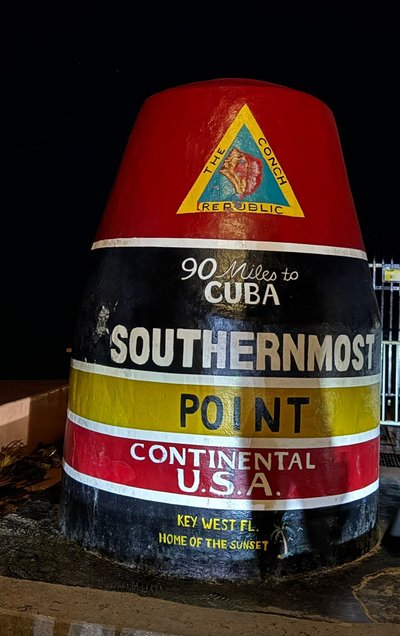 THE CONCH
REPUBLIC
90 Miles to
CUBA
SOUTHERNMOST
POINT
CONTINENTAL
U.S.A.
KEY WEST FL.
HOME OF THE SUNSET